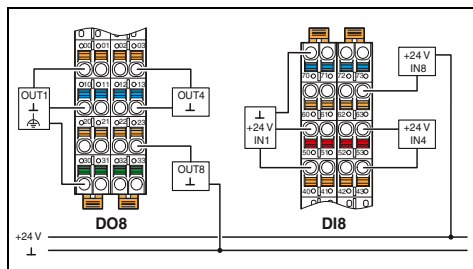 00 01 02 03
OUT1
⊥
10 11 12 13
OUT4
⊥
20 21 22 23
OUT8
⊥
30 31 32 33
DO8
+24 V
IN8
70 71 72 73
⊥
+24 V
IN1
60 61 62 63
+24 V
IN4
50 51 52 53
40 41 42 43
DI8
+24 V
⊥